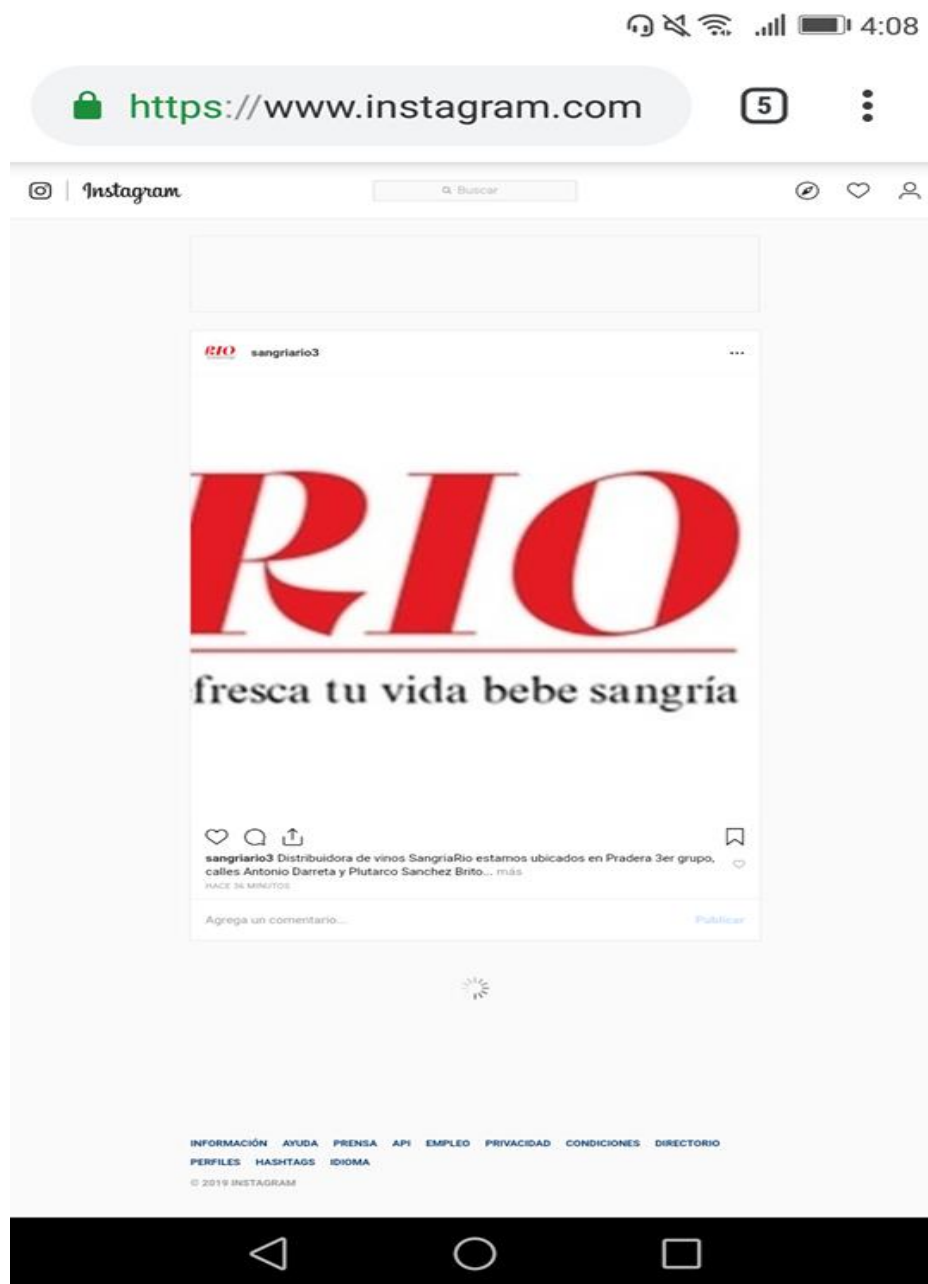 4:08
https://www.instagram.com
5
Instagram
Buscar
RIO sangriario3
RIO
fresca tu vida bebe sangría
sangriario3 Distribuidora de vinos SangriaRio estamos ubicados en Pradera 3er grupo,
calles Antonio Darreta y Plutarco Sanchez Brito... más
HACE 36 MINUTOS
Agrega un comentario...
Publicar
INFORMACIÓN AYUDA PRENSA API EMPLEO PRIVACIDAD CONDICIONES DIRECTORIO
PERFILES HASHTAGS IDIOMA
© 2019 INSTAGRAM